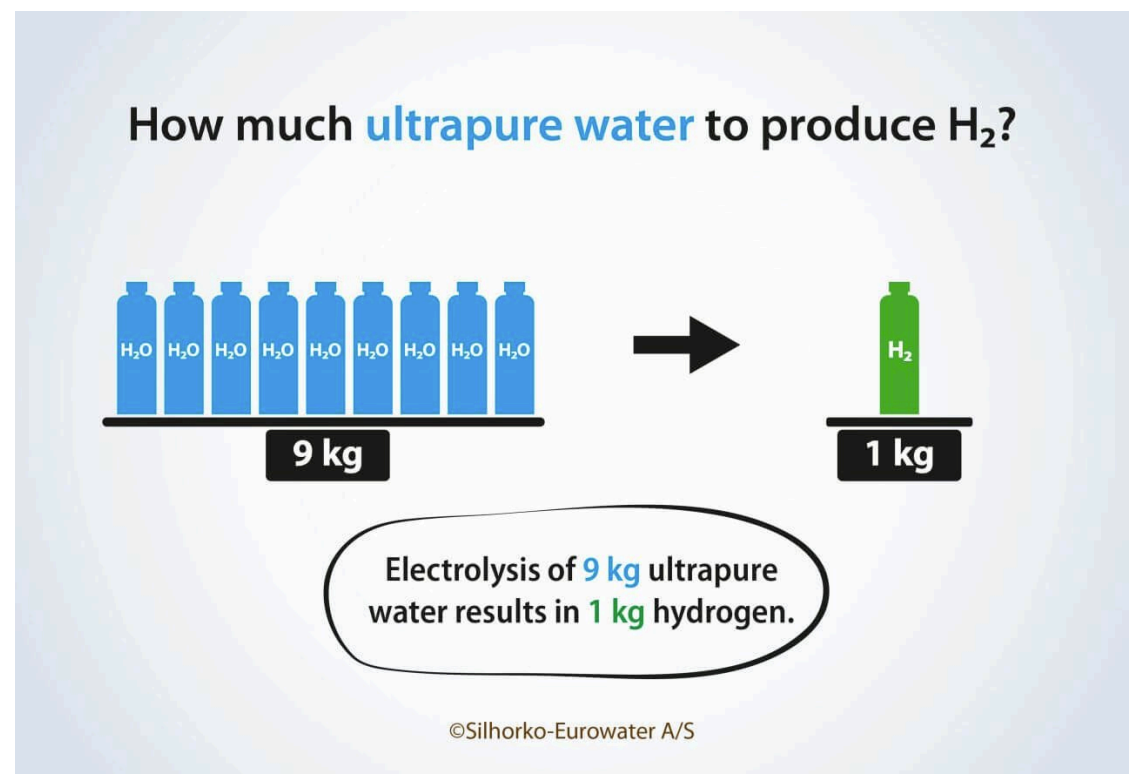 How much ultrapure water to produce H₂?
H₂O H₂O H₂O H₂O H₂O H₂O H₂O H₂O H₂O
H₂
9 kg
1 kg
Electrolysis of 9 kg ultrapure
water results in 1 kg hydrogen.
©Silhorko-Eurowater A/S